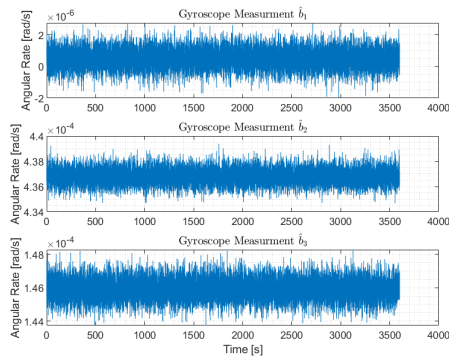 ×10⁻⁶ Gyroscope Measurment b̂₁
Angular Rate [rad/s]
2
0
-2
0 500 1000 1500 2000 2500 3000 3500 4000
×10⁻⁴ Gyroscope Measurment b̂₂
Angular Rate [rad/s]
4.4
4.38
4.36
4.34
0 500 1000 1500 2000 2500 3000 3500 4000
×10⁻⁴ Gyroscope Measurment b̂₃
Angular Rate [rad/s]
1.48
1.46
1.44
0 500 1000 1500 2000 2500 3000 3500 4000
Time [s]